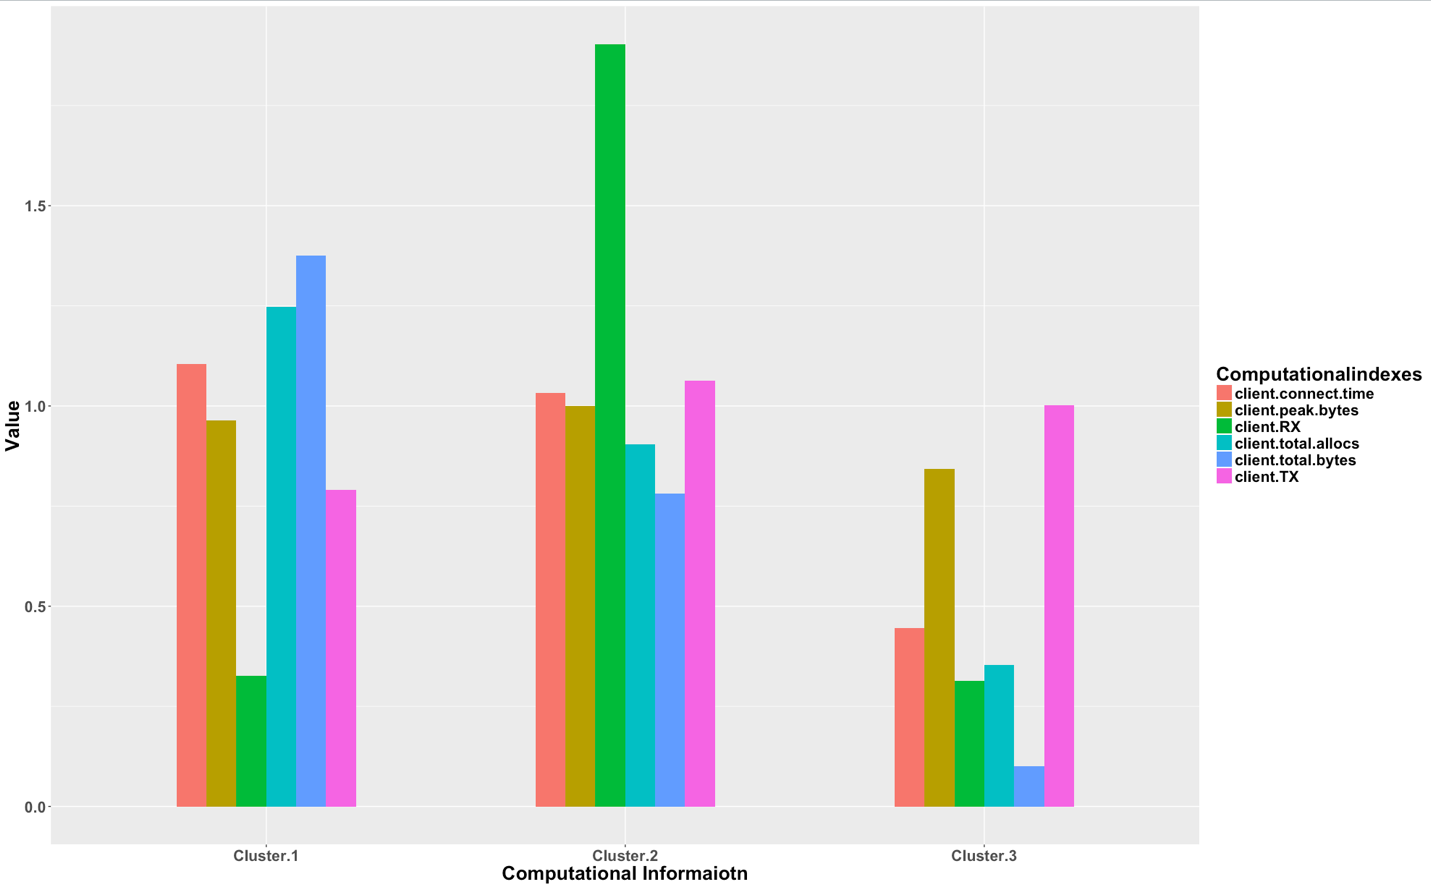 1.5
1.0
0.5
0.0
Value
Cluster.1
Cluster.2
Cluster.3
Computational Informaiotn
Computationalindexes
client.connect.time
client.peak.bytes
client.RX
client.total.allocs
client.total.bytes
client.TX